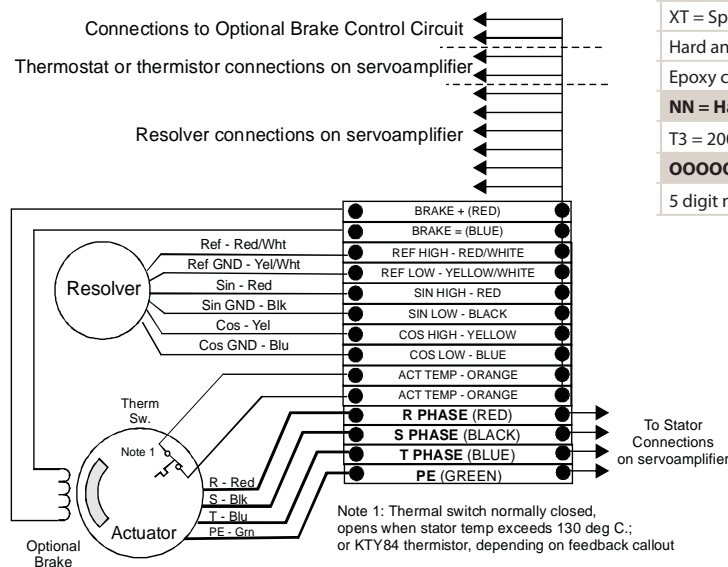 Connections to Optional Brake Control Circuit
Thermostat or thermistor connections on servoamplifier
Resolver connections on servoamplifier
BRAKE + (RED)
BRAKE = (BLUE)
REF HIGH - RED/WHITE
REF LOW - YELLOW/WHITE
SIN HIGH - RED
SIN LOW - BLACK
COS HIGH - YELLOW
COS LOW - BLUE
ACT TEMP - ORANGE
ACT TEMP - ORANGE
R PHASE (RED)
S PHASE (BLACK)
T PHASE (BLUE)
PE (GREEN)
Resolver
Ref - Red/Wht
Ref GND - Yel/Wht
Sin - Red
Sin GND - Blk
Cos - Yel
Cos GND - Blu
Therm
Sw.
Note 1
R - Red
S - Blk
T - Blu
PE - Grn
Actuator
Optional
Brake
To Stator
Connections
on servoamplifier
Note 1: Thermal switch normally closed,
opens when stator temp exceeds 130 deg C.;
or KTY84 thermistor, depending on feedback callout
XT = Sp
Hard an
Epoxy c
NN = Ha
T3 = 200
OOOOO
5 digit n